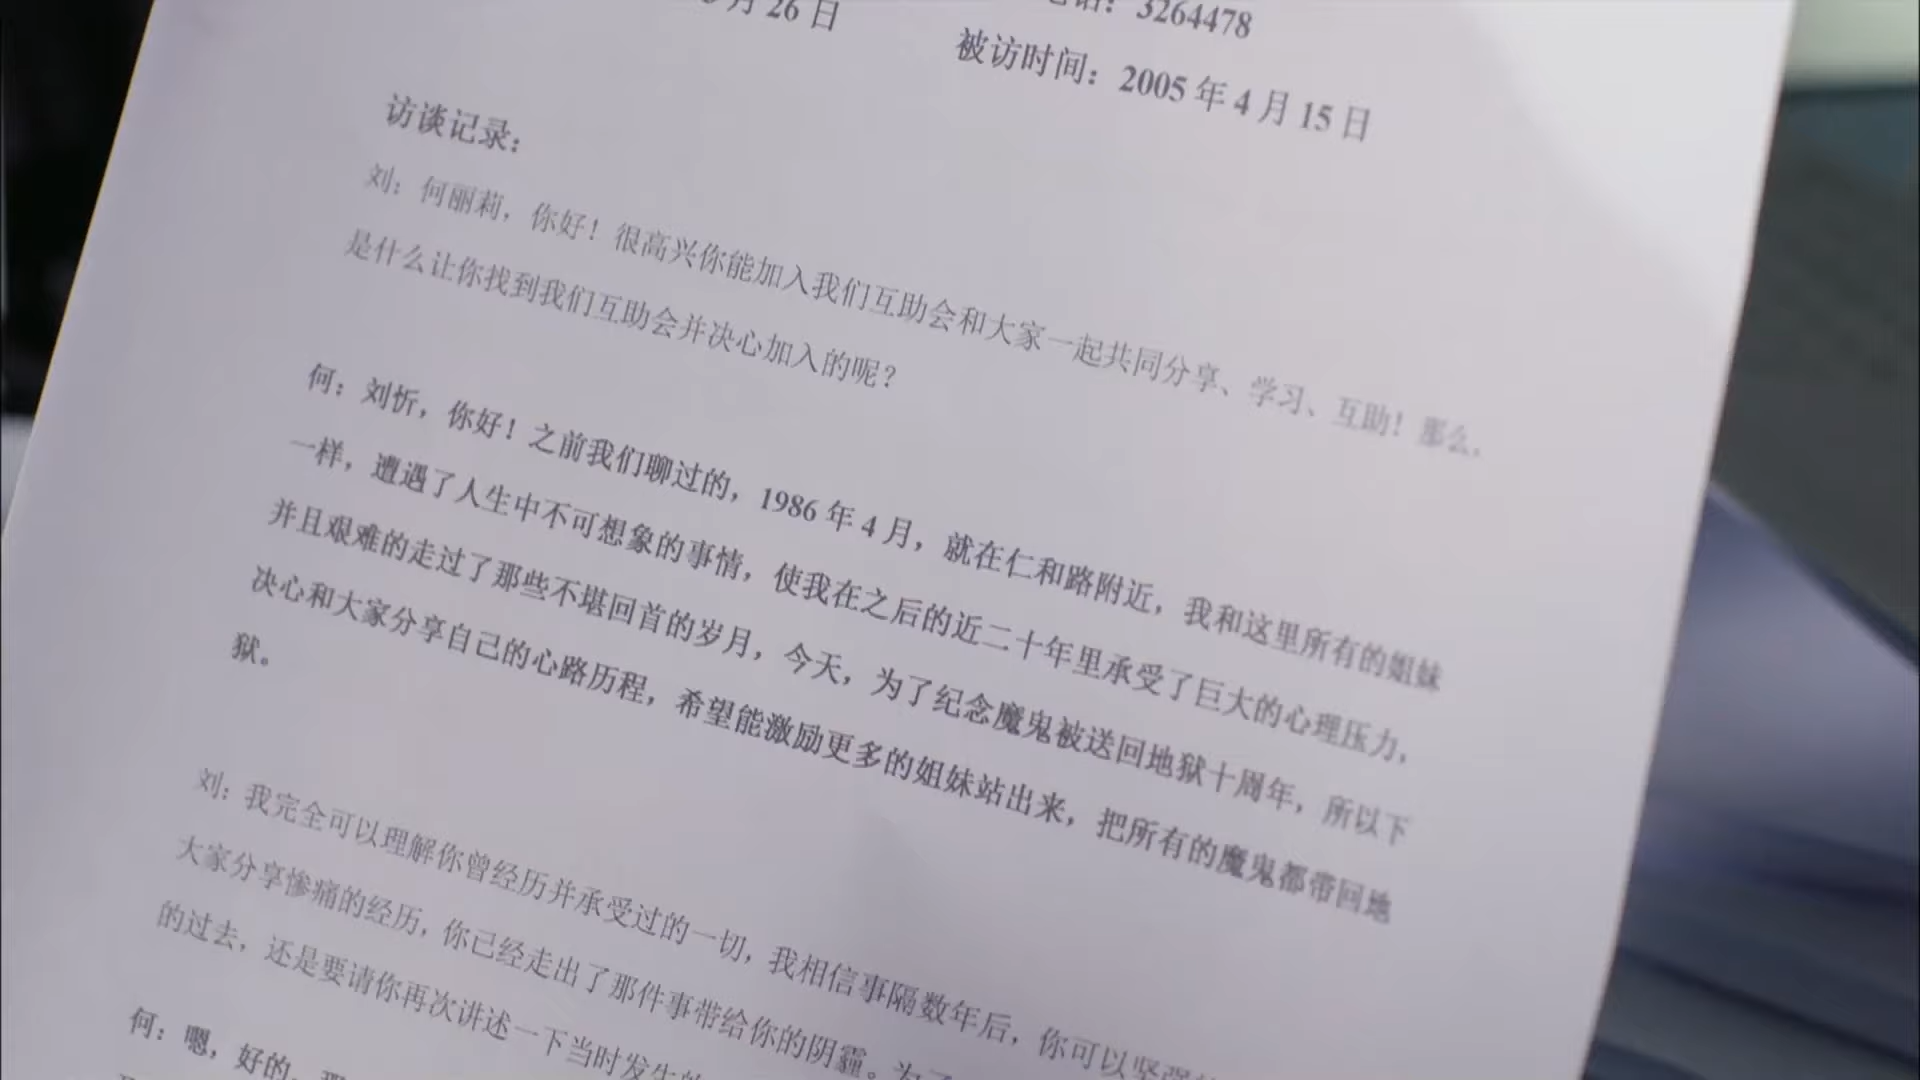 月 26 日
话：3264478
被访时间：2005 年 4 月 15 日
访谈记录：
刘：何丽莉，你好！很高兴你能加入我们互助会和大家一起共同分享、学习、互助！那么，
是什么让你找到我们互助会并决心加入的呢？
何：刘忻，你好！之前我们聊过的，1986 年 4 月，就在仁和路附近，我和这里所有的姐妹
一样，遭遇了人生中不可想象的事情，使我在之后的近二十年里承受了巨大的心理压力，
并且艰难的走过了那些不堪回首的岁月，今天，为了纪念魔鬼被送回地狱十周年，所以下
决心和大家分享自己的心路历程，希望能激励更多的姐妹站出来，把所有的魔鬼都带回地
狱。
刘：我完全可以理解你曾经历并承受过的一切，我相信事隔数年后，你可以坚强
大家分享惨痛的经历，你已经走出了那件事带给你的阴霾。为了
的过去，还是要请你再次讲述一下当时发生的
何：嗯，好的，那